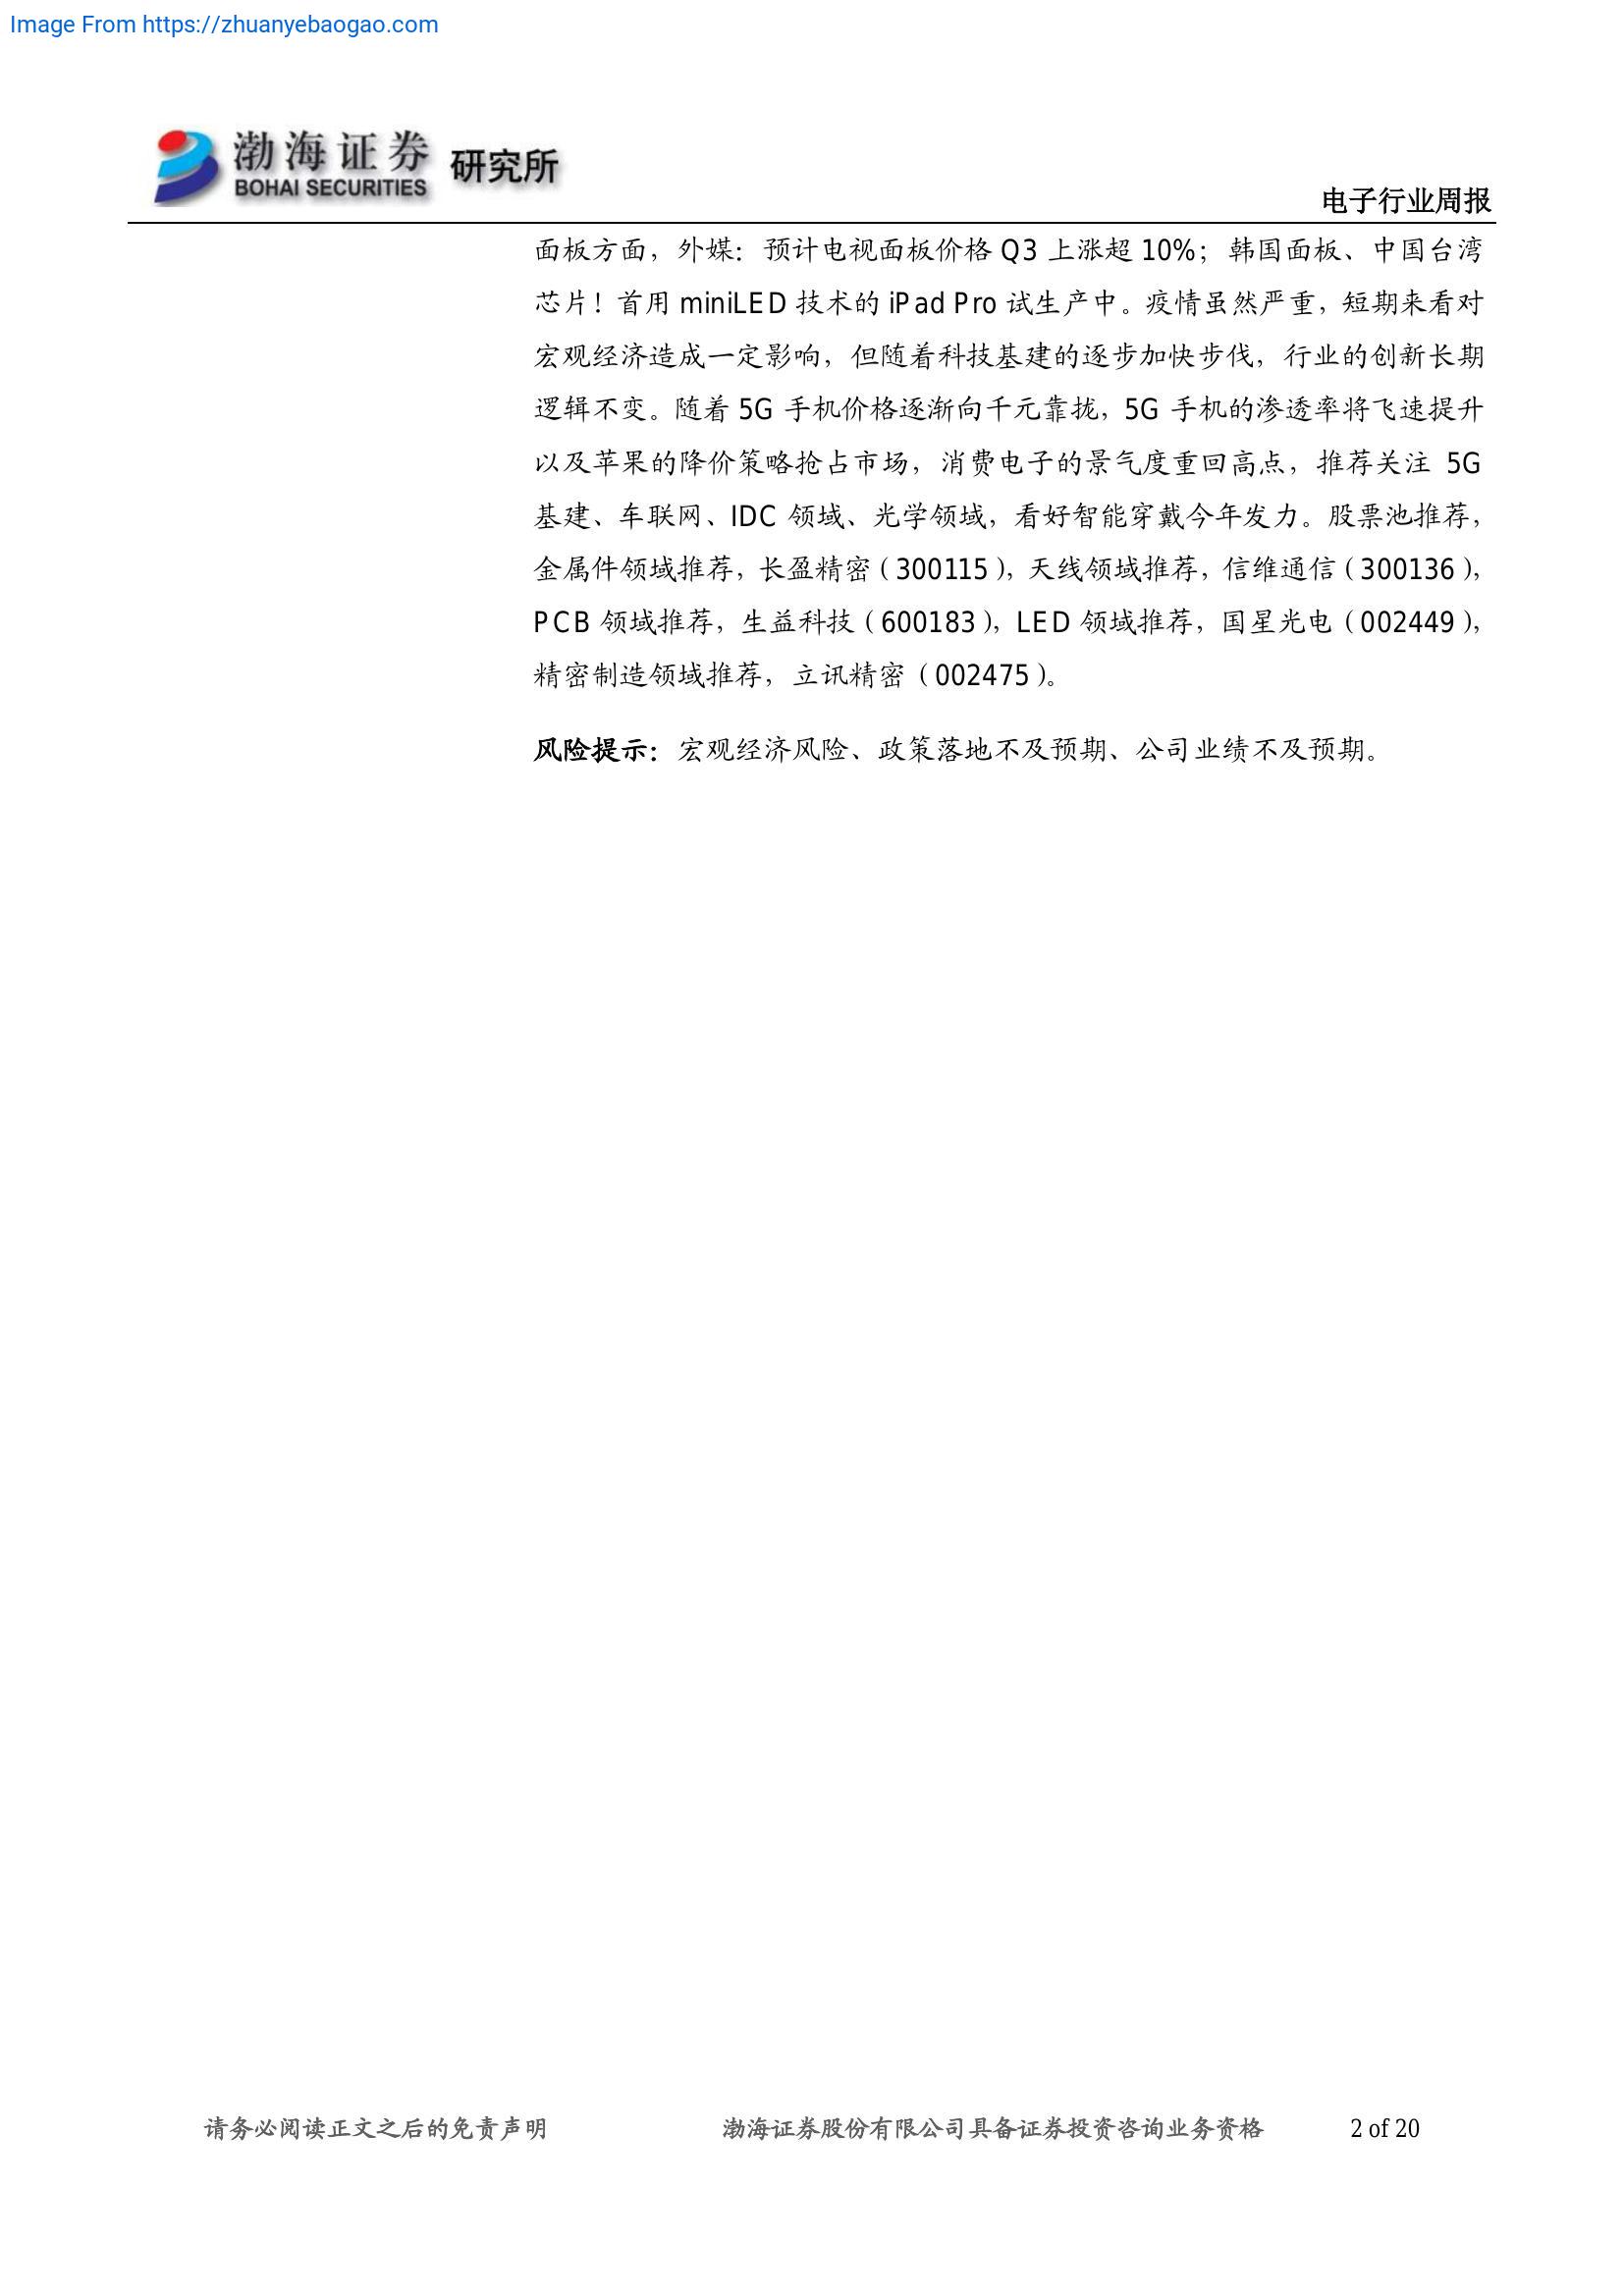 Image From https://zhuanyebaogao.com
渤海证券 研究所
BOHAI SECURITIES
电子行业周报
面板方面，外媒：预计电视面板价格 Q3 上涨超 10%；韩国面板、中国台湾
芯片！首用 miniLED 技术的 iPad Pro 试生产中。疫情虽然严重，短期来看对
宏观经济造成一定影响，但随着科技基建的逐步加快步伐，行业的创新长期
逻辑不变。随着 5G 手机价格逐渐向千元靠拢，5G 手机的渗透率将飞速提升
以及苹果的降价策略抢占市场，消费电子的景气度重回高点，推荐关注 5G
基建、车联网、IDC 领域、光学领域，看好智能穿戴今年发力。股票池推荐，
金属件领域推荐，长盈精密（300115），天线领域推荐，信维通信（300136），
PCB 领域推荐，生益科技（600183），LED 领域推荐，国星光电（002449），
精密制造领域推荐，立讯精密（002475）。
风险提示：宏观经济风险、政策落地不及预期、公司业绩不及预期。
请务必阅读正文之后的免责声明 渤海证券股份有限公司具备证券投资咨询业务资格 2 of 20